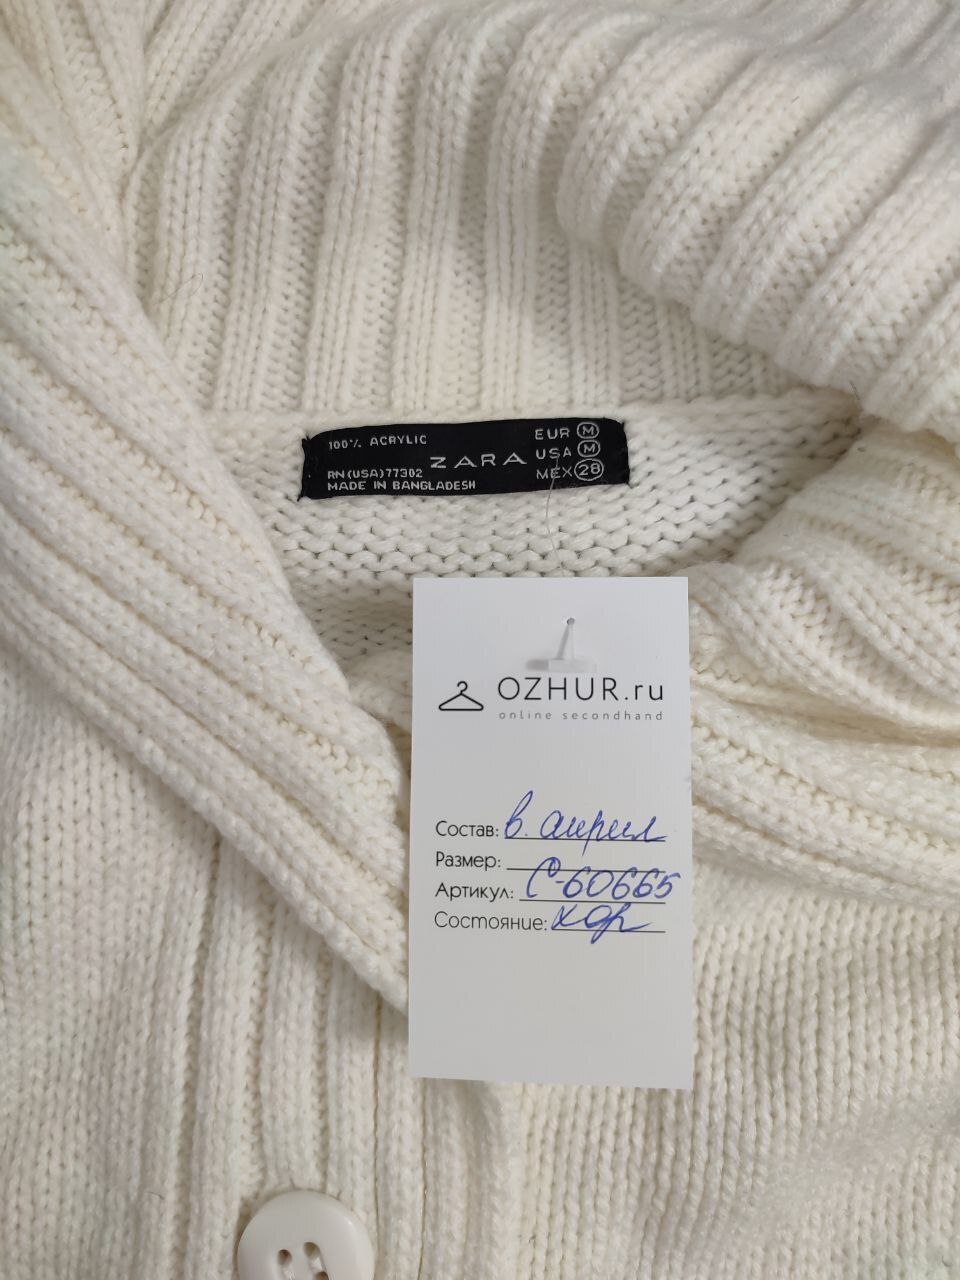 100% ACRYLIC
ZARA
RN(USA)77302
MADE IN BANGLADESH
EUR M
USA M
MEX 28
OZHUR.ru
online secondhand
Состав: в. акрил
Размер:
Артикул: С-60665
Состояние: хор